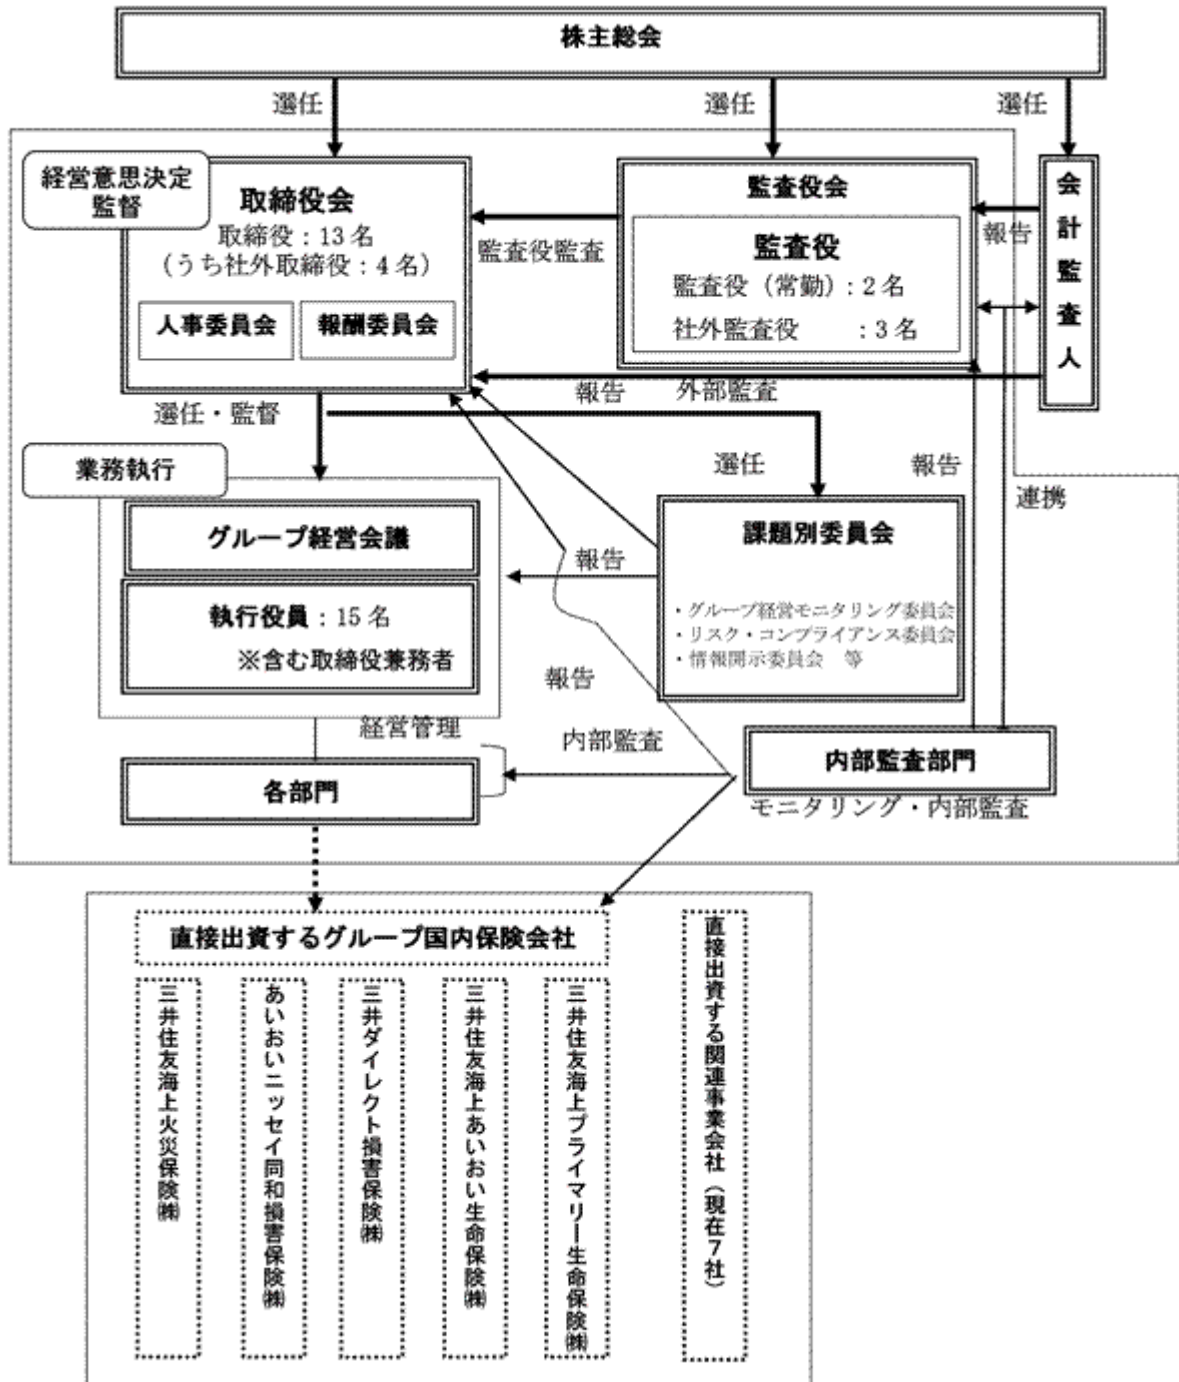 株主総会
選任
選任
選任
経営意思決定
監督
取締役会
取締役：13名
（うち社外取締役：4名）
人事委員会
報酬委員会
監査役監査
監査役会
監査役
監査役（常勤）：2名
社外監査役　　：3名
報告
会計監査人
報告
外部監査
選任・監督
選任
報告
連携
業務執行
グループ経営会議
執行役員：15名
※含む取締役兼務者
報告
課題別委員会
・グループ経営モニタリング委員会
・リスク・コンプライアンス委員会
・情報開示委員会　等
報告
経営管理
内部監査
内部監査部門
各部門
モニタリング・内部監査
直接出資するグループ国内保険会社
三井住友海上火災保険㈱
あいおいニッセイ同和損害保険㈱
三井ダイレクト損害保険㈱
三井住友海上あいおい生命保険㈱
三井住友海上プライマリー生命保険㈱
直接出資する関連事業会社（現在7社）